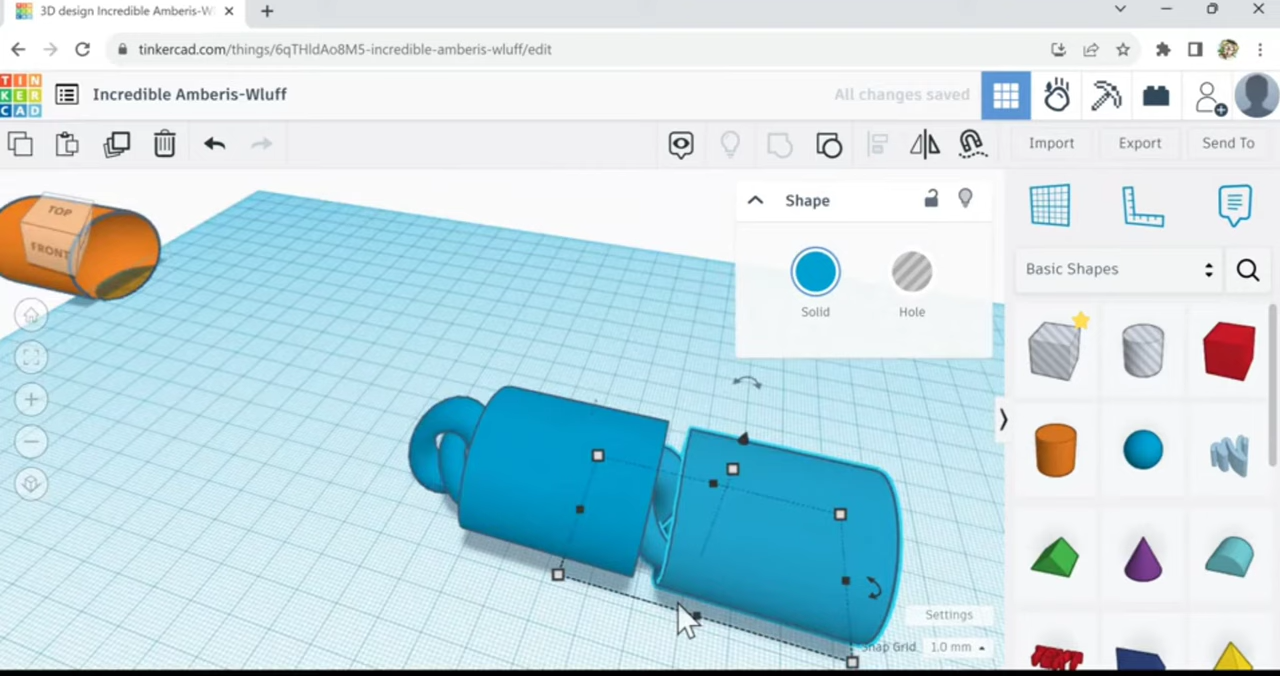 3D design Incredible Amberis-W
tinkercad.com/things/6qTHldAo8M5-incredible-amberis-wluff/edit
TIN
KER
CAD
Incredible Amberis-Wluff
All changes saved
Import
Export
Send To
Shape
Solid
Hole
TOP
FRONT
Basic Shapes
Settings
Snap Grid
1.0 mm
TEXT